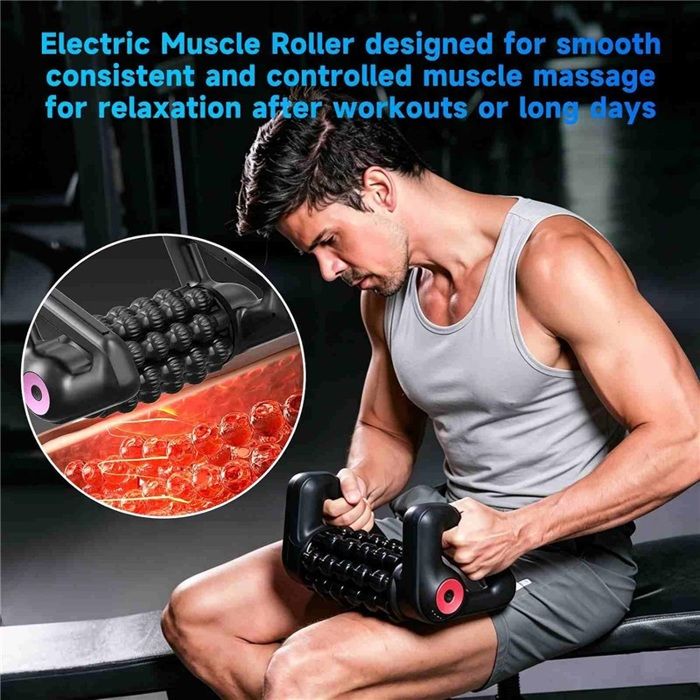 Electric Muscle Roller designed for smooth
consistent and controlled muscle massage
for relaxation after workouts or long days